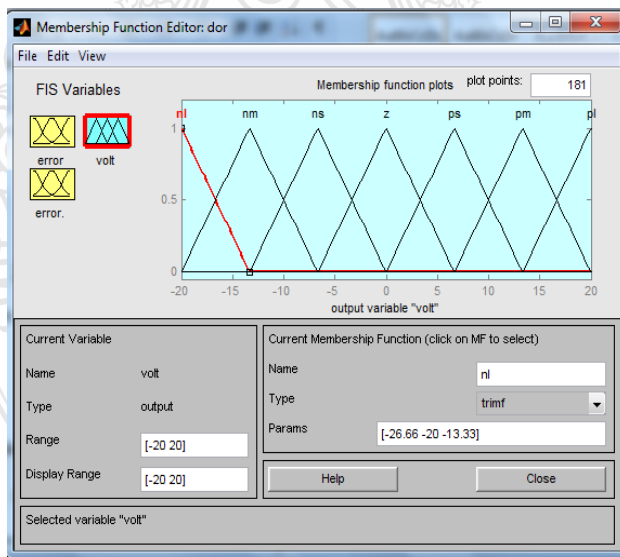 Membership Function Editor: dor
File Edit View
FIS Variables
Membership function plots
plot points:
181
nl nm ns z ps pm pl
error
volt
error.
1
0.5
0
-20 -15 -10 -5 0 5 10 15 20
output variable "volt"
Current Variable
Name volt
Type output
Range [-20 20]
Display Range [-20 20]
Current Membership Function (click on MF to select)
Name nl
Type trimf
Params [-26.66 -20 -13.33]
Help
Close
Selected variable "volt"